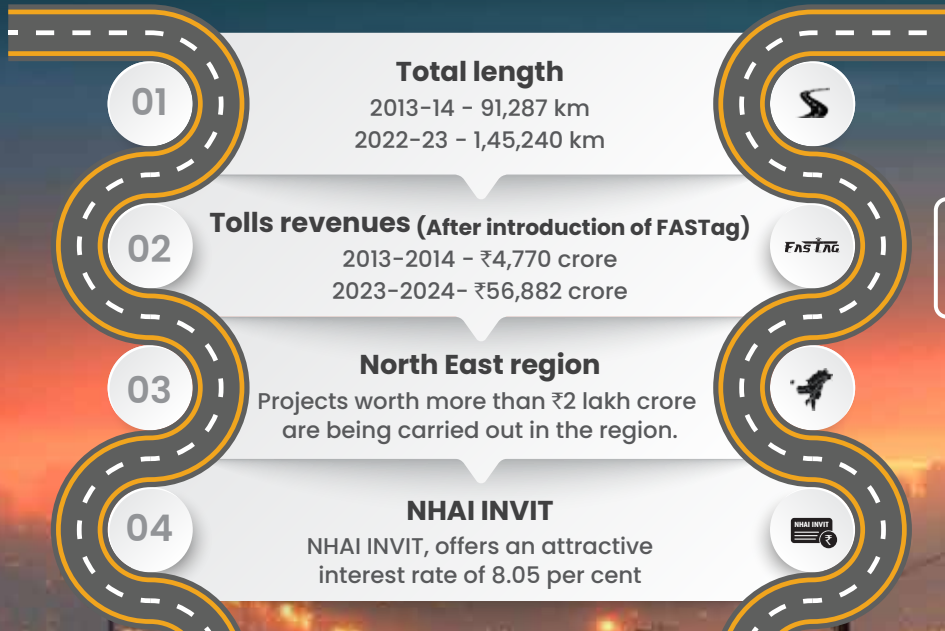 01
Total length
2013-14 - 91,287 km
2022-23 - 1,45,240 km
02
Tolls revenues (After introduction of FASTag)
2013-2014 - ₹4,770 crore
2023-2024- ₹56,882 crore
FASTAG
03
North East region
Projects worth more than ₹2 lakh crore
are being carried out in the region.
04
NHAI INVIT
NHAI INVIT, offers an attractive
interest rate of 8.05 per cent
NHAI INVIT
₹